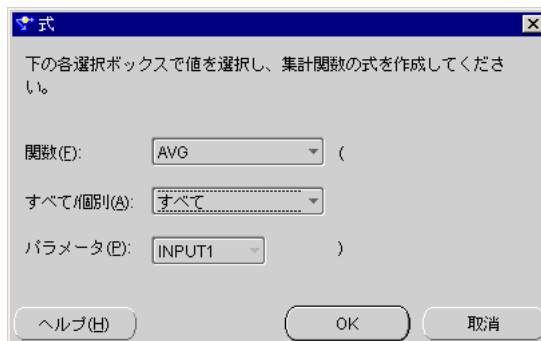 式
下の各選択ボックスで値を選択し、集計関数の式を作成してくださ
い。
関数(F): AVG (
すべて/個別(A): すべて
パラメータ(P): INPUT1 )
ヘルプ(H) OK 取消